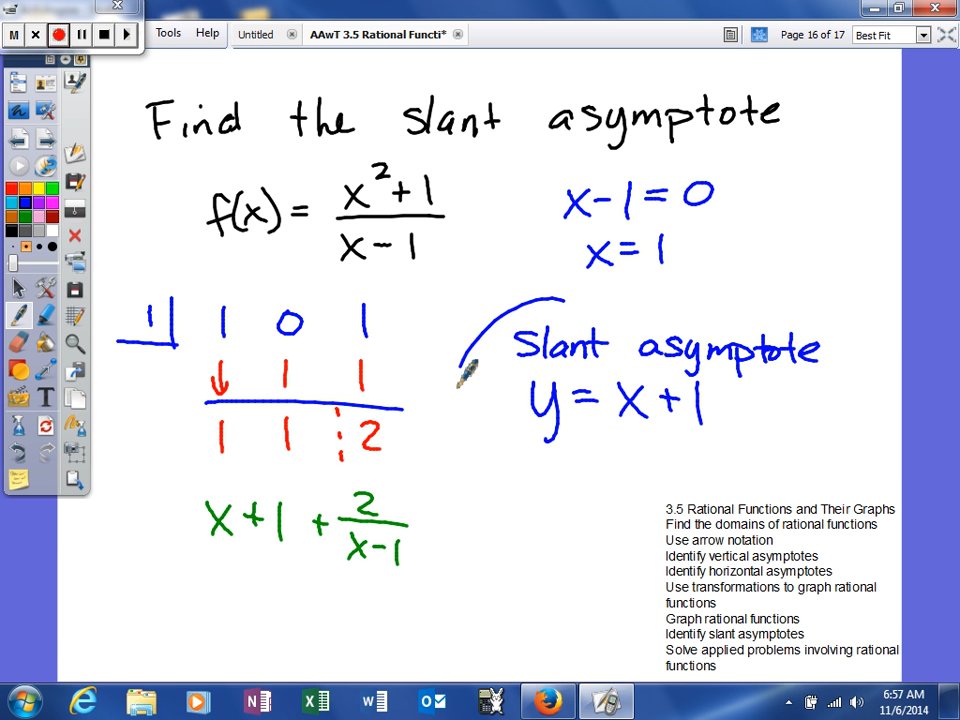 M
Tools Help Untitled AAwT 3.5 Rational Functi* Page 16 of 17 Best Fit
Find the slant asymptote
f(x) = x² + 1
x - 1
x - 1 = 0
x = 1
1 1 0 1
↓ 1 1
1 1 2
slant asymptote
y = x + 1
x + 1 + 2
x - 1
3.5 Rational Functions and Their Graphs
Find the domains of rational functions
Use arrow notation
Identify vertical asymptotes
Identify horizontal asymptotes
Use transformations to graph rational
functions
Graph rational functions
Identify slant asymptotes
Solve applied problems involving rational
functions
6:57 AM
11/6/2014